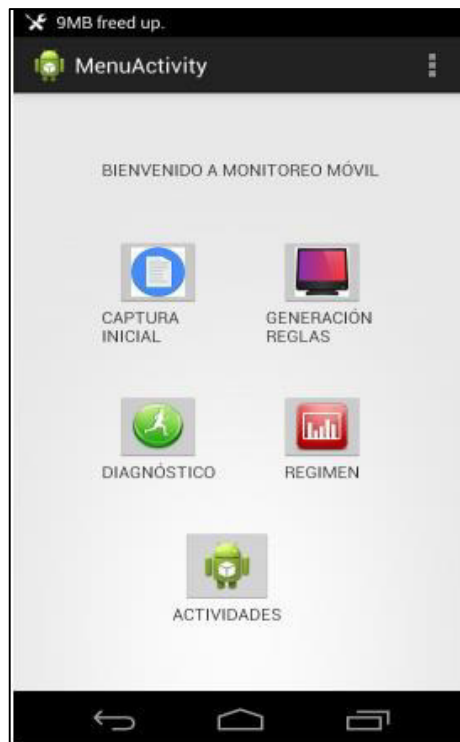 9MB freed up.
MenuActivity
BIENVENIDO A MONITOREO MÓVIL
CAPTURA
INICIAL
GENERACIÓN
REGLAS
DIAGNÓSTICO
REGIMEN
ACTIVIDADES